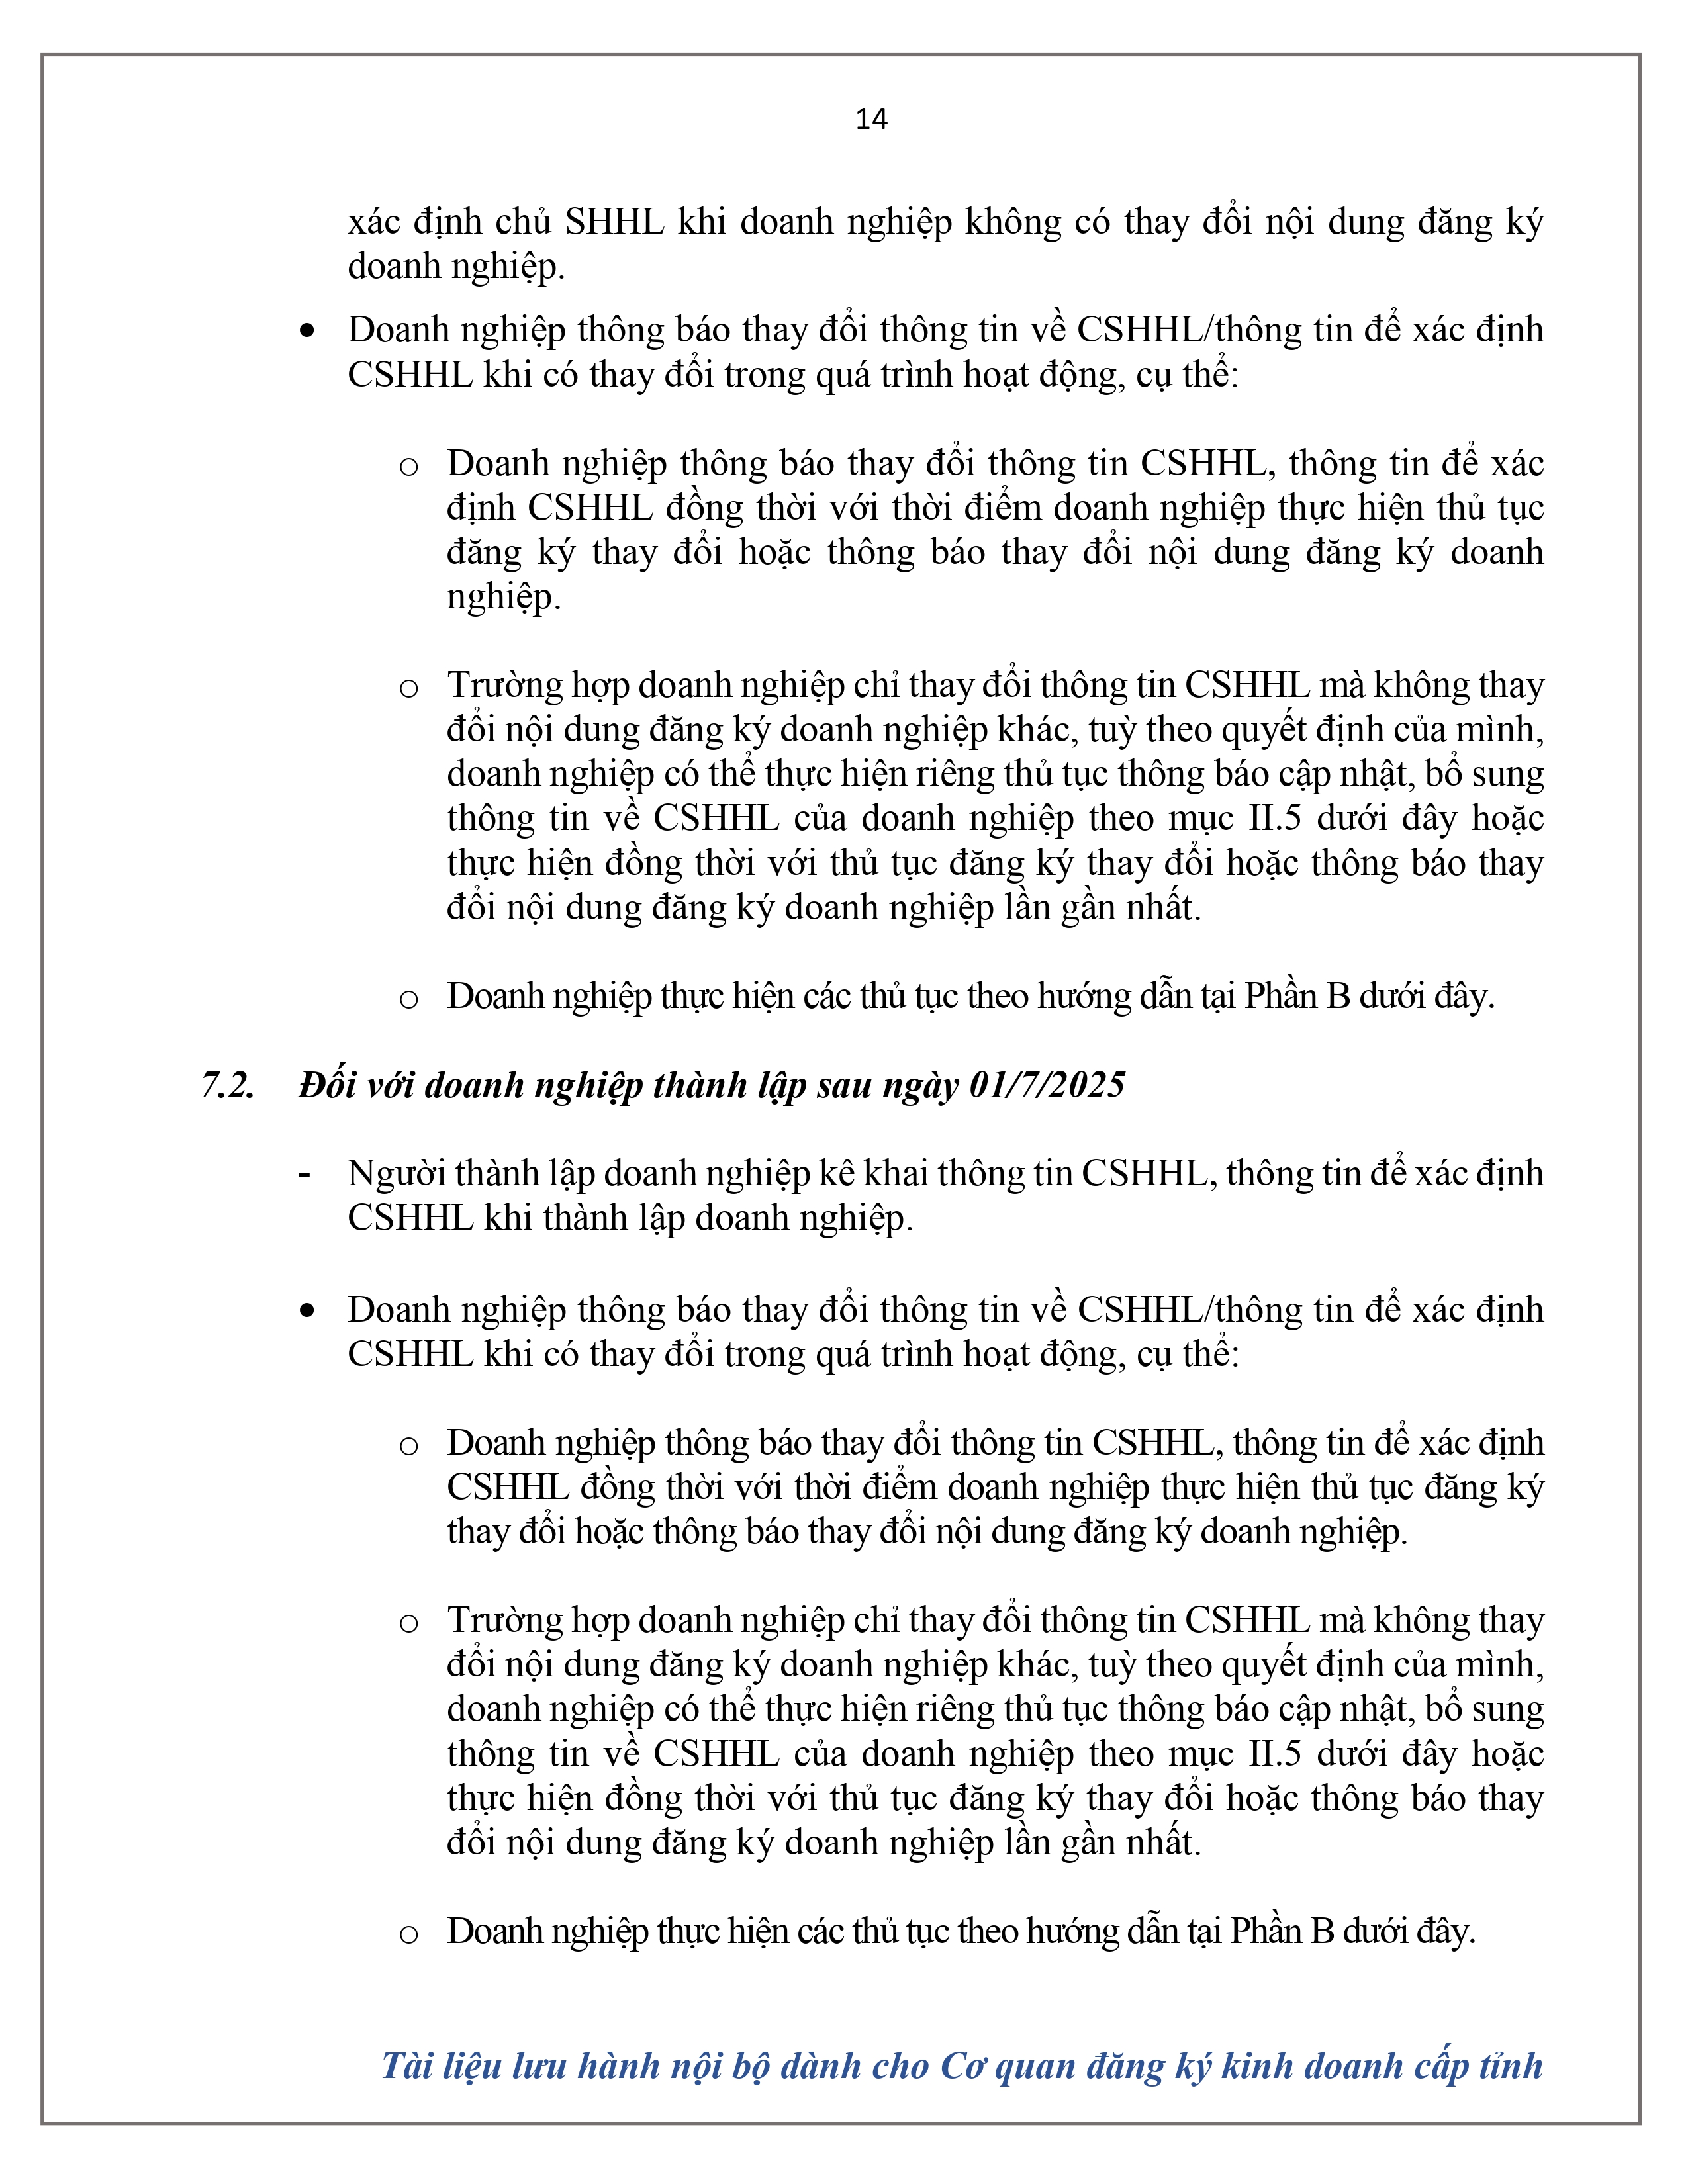 14
xác định chủ SHHL khi doanh nghiệp không có thay đổi nội dung đăng ký
doanh nghiệp.
• Doanh nghiệp thông báo thay đổi thông tin về CSHHL/thông tin để xác định
CSHHL khi có thay đổi trong quá trình hoạt động, cụ thể:
o Doanh nghiệp thông báo thay đổi thông tin CSHHL, thông tin để xác
định CSHHL đồng thời với thời điểm doanh nghiệp thực hiện thủ tục
đăng ký thay đổi hoặc thông báo thay đổi nội dung đăng ký doanh
nghiệp.
o Trường hợp doanh nghiệp chỉ thay đổi thông tin CSHHL mà không thay
đổi nội dung đăng ký doanh nghiệp khác, tuỳ theo quyết định của mình,
doanh nghiệp có thể thực hiện riêng thủ tục thông báo cập nhật, bổ sung
thông tin về CSHHL của doanh nghiệp theo mục II.5 dưới đây hoặc
thực hiện đồng thời với thủ tục đăng ký thay đổi hoặc thông báo thay
đổi nội dung đăng ký doanh nghiệp lần gần nhất.
o Doanh nghiệp thực hiện các thủ tục theo hướng dẫn tại Phần B dưới đây.
7.2. Đối với doanh nghiệp thành lập sau ngày 01/7/2025
- Người thành lập doanh nghiệp kê khai thông tin CSHHL, thông tin để xác định
CSHHL khi thành lập doanh nghiệp.
• Doanh nghiệp thông báo thay đổi thông tin về CSHHL/thông tin để xác định
CSHHL khi có thay đổi trong quá trình hoạt động, cụ thể:
o Doanh nghiệp thông báo thay đổi thông tin CSHHL, thông tin để xác định
CSHHL đồng thời với thời điểm doanh nghiệp thực hiện thủ tục đăng ký
thay đổi hoặc thông báo thay đổi nội dung đăng ký doanh nghiệp.
o Trường hợp doanh nghiệp chỉ thay đổi thông tin CSHHL mà không thay
đổi nội dung đăng ký doanh nghiệp khác, tuỳ theo quyết định của mình,
doanh nghiệp có thể thực hiện riêng thủ tục thông báo cập nhật, bổ sung
thông tin về CSHHL của doanh nghiệp theo mục II.5 dưới đây hoặc
thực hiện đồng thời với thủ tục đăng ký thay đổi hoặc thông báo thay
đổi nội dung đăng ký doanh nghiệp lần gần nhất.
o Doanh nghiệp thực hiện các thủ tục theo hướng dẫn tại Phần B dưới đây.
Tài liệu lưu hành nội bộ dành cho Cơ quan đăng ký kinh doanh cấp tỉnh